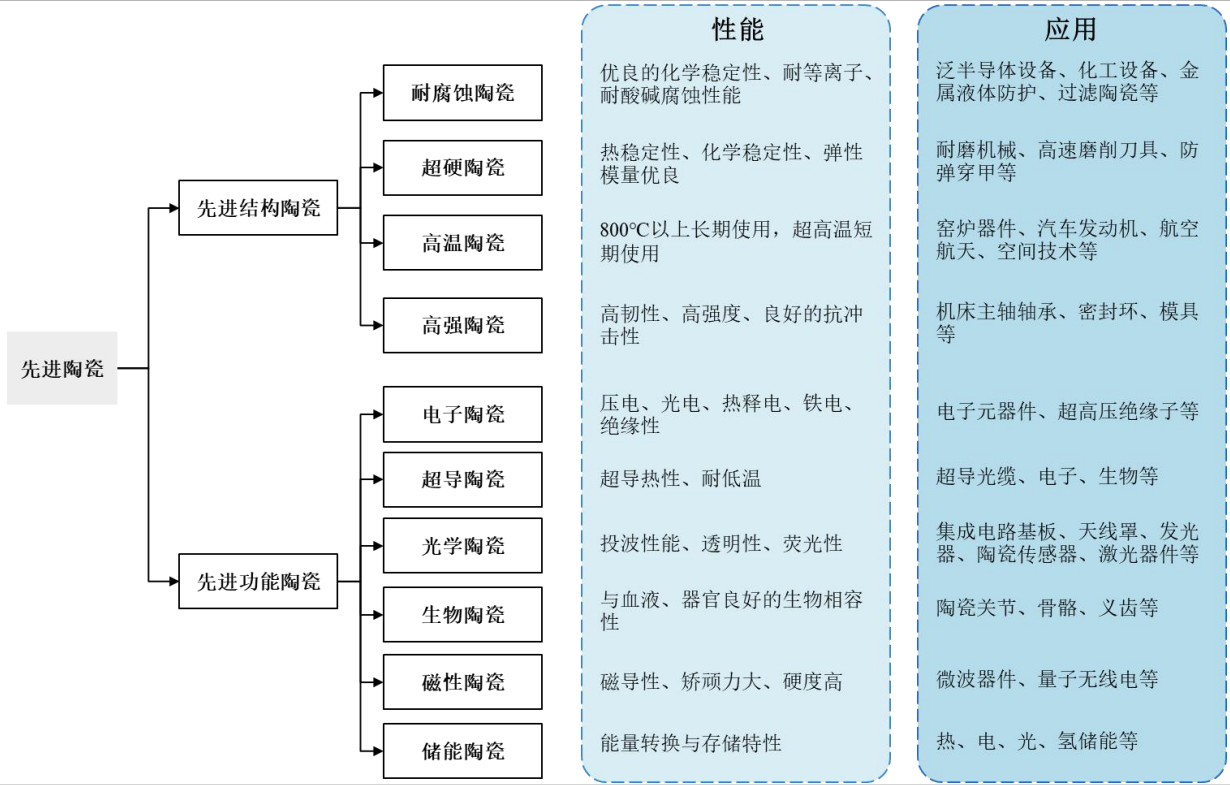 性能
应用
耐腐蚀陶瓷
优良的化学稳定性、耐等离子、
耐酸碱腐蚀性能
泛半导体设备、化工设备、金
属液体防护、过滤陶瓷等
超硬陶瓷
热稳定性、化学稳定性、弹性
模量优良
耐磨机械、高速磨削刀具、防
弹穿甲等
先进结构陶瓷
高温陶瓷
800℃以上长期使用，超高温短
期使用
窑炉器件、汽车发动机、航空
航天、空间技术等
高强陶瓷
高韧性、高强度、良好的抗冲
击性
机床主轴轴承、密封环、模具
等
先进陶瓷
电子陶瓷
压电、光电、热释电、铁电、
绝缘性
电子元器件、超高压绝缘子等
超导陶瓷
超导热性、耐低温
超导光缆、电子、生物等
光学陶瓷
投波性能、透明性、荧光性
集成电路基板、天线罩、发光
器、陶瓷传感器、激光器件等
先进功能陶瓷
生物陶瓷
与血液、器官良好的生物相容
性
陶瓷关节、骨骼、义齿等
磁性陶瓷
磁导性、矫顽力大、硬度高
微波器件、量子无线电等
储能陶瓷
能量转换与存储特性
热、电、光、氢储能等